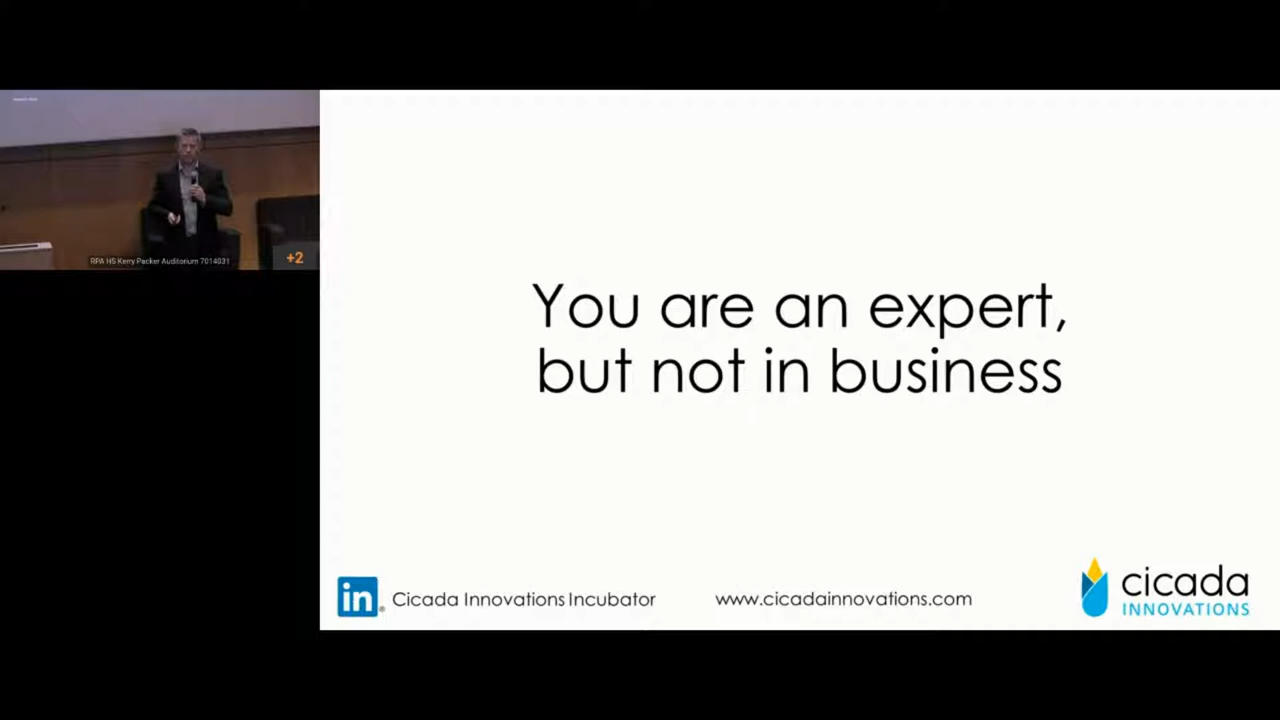 RPA HS Kerry Packer Auditorium 7014031
+2
You are an expert,
but not in business
in
Cicada Innovations Incubator
www.cicadainnovations.com
cicada
INNOVATIONS